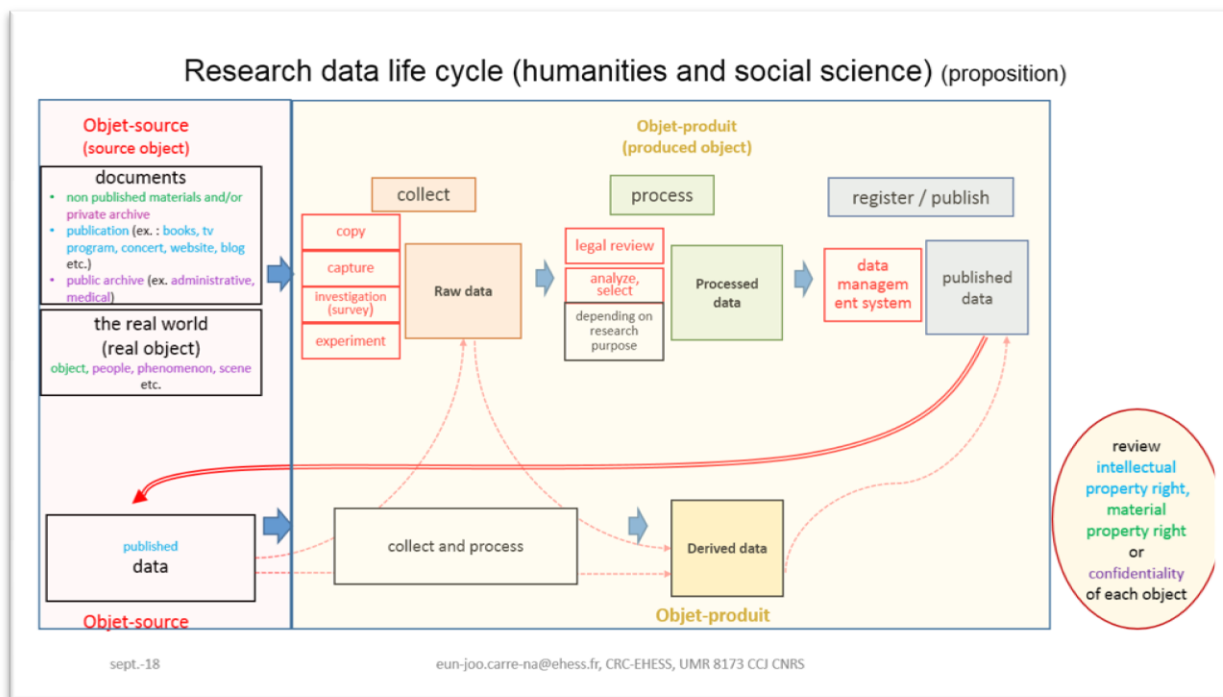 Research data life cycle (humanities and social science) (proposition)
Objet-source
(source object)
documents
• non published materials and/or
private archive
• publication (ex. : books, tv
program, concert, website, blog
etc.)
• public archive (ex. administrative,
medical)
the real world
(real object)
object, people, phenomenon, scene
etc.
Objet-produit
(produced object)
collect
copy
capture
investigation
(survey)
experiment
Raw data
process
legal review
analyze,
select
depending on
research
purpose
Processed
data
register / publish
data
managem
ent system
published
data
published
data
Objet-source
collect and process
Derived data
Objet-produit
review
intellectual
property right,
material
property right
or
confidentiality
of each object
sept.-18
eun-joo.carre-na@ehess.fr, CRC-EHESS, UMR 8173 CCJ CNRS